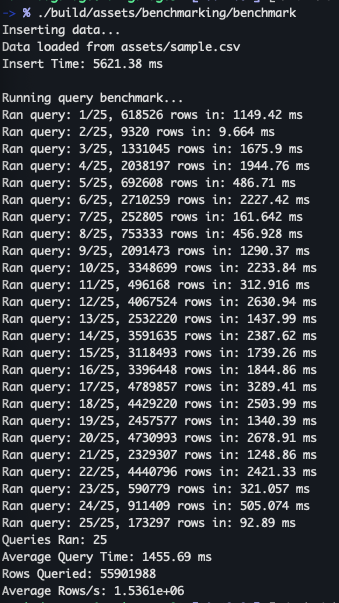 -> % ./build/assets/benchmarking/benchmark
Inserting data...
Data loaded from assets/sample.csv
Insert Time: 5621.38 ms

Running query benchmark...
Ran query: 1/25, 618526 rows in: 1149.42 ms
Ran query: 2/25, 9320 rows in: 9.664 ms
Ran query: 3/25, 1331045 rows in: 1675.9 ms
Ran query: 4/25, 2038197 rows in: 1944.76 ms
Ran query: 5/25, 692608 rows in: 486.71 ms
Ran query: 6/25, 2710259 rows in: 2227.42 ms
Ran query: 7/25, 252805 rows in: 161.642 ms
Ran query: 8/25, 753333 rows in: 456.928 ms
Ran query: 9/25, 2091473 rows in: 1290.37 ms
Ran query: 10/25, 3348699 rows in: 2233.84 ms
Ran query: 11/25, 496168 rows in: 312.916 ms
Ran query: 12/25, 4067524 rows in: 2630.94 ms
Ran query: 13/25, 2532220 rows in: 1437.99 ms
Ran query: 14/25, 3591635 rows in: 2387.62 ms
Ran query: 15/25, 3118493 rows in: 1739.26 ms
Ran query: 16/25, 3396448 rows in: 1844.86 ms
Ran query: 17/25, 4789857 rows in: 3289.41 ms
Ran query: 18/25, 4429220 rows in: 2503.99 ms
Ran query: 19/25, 2457577 rows in: 1340.39 ms
Ran query: 20/25, 4730993 rows in: 2678.91 ms
Ran query: 21/25, 2329307 rows in: 1248.86 ms
Ran query: 22/25, 4440796 rows in: 2421.33 ms
Ran query: 23/25, 590779 rows in: 321.057 ms
Ran query: 24/25, 911409 rows in: 505.074 ms
Ran query: 25/25, 173297 rows in: 92.89 ms
Queries Ran: 25
Average Query Time: 1455.69 ms
Rows Queried: 55901988
Average Rows/s: 1.5361e+06